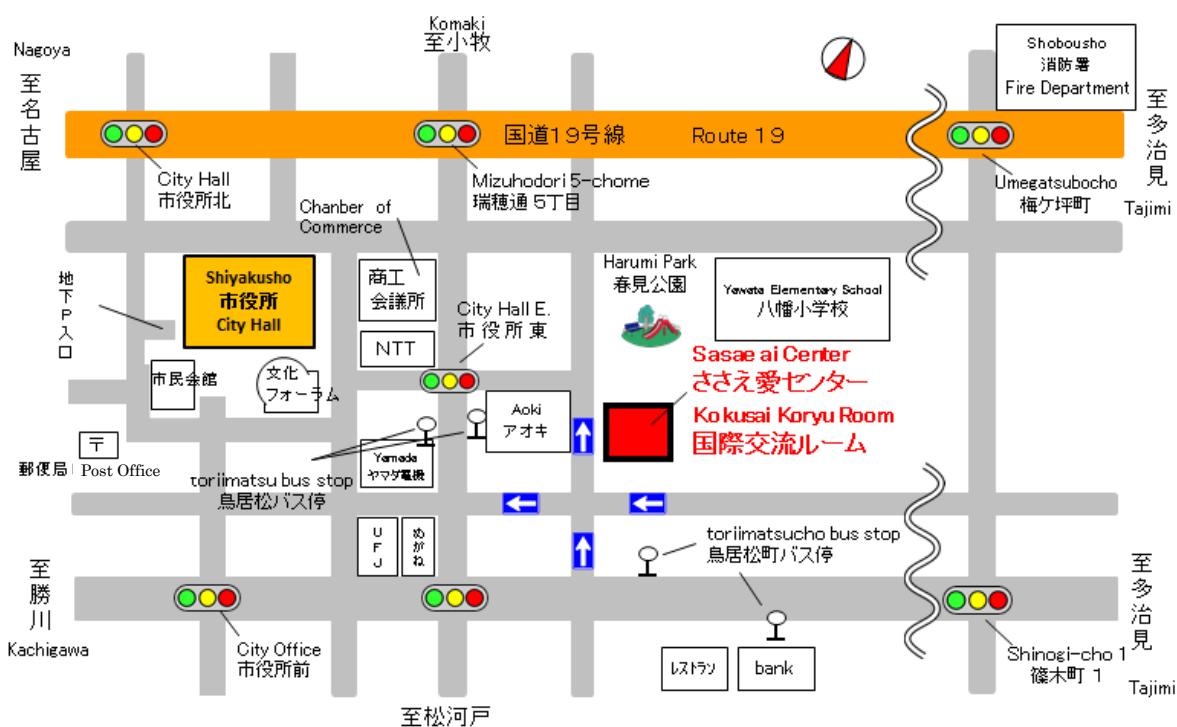 Komaki
至小牧
Nagoya
至名古屋
Shobousho
消防署
Fire Department
至多治見
Tajimi
国道19号線 Route 19
City Hall
市役所北
Mizuhodori 5-chome
瑞穂通 5丁目
Umegatsubocho
梅ケ坪町
Chanber of
Commerce
地下P入口
Shiyakusho
市役所
City Hall
商工
会議所
Harumi Park
春見公園
Yawata Elementary School
八幡小学校
City Hall E.
市役所東
NTT
Sasae ai Center
ささえ愛センター
市民会館
文化
フォーラム
Aoki
アオキ
Kokusai Koryu Room
国際交流ルーム
〒
郵便局 Post Office
Yamada
ヤマダ電機
toriimatsu bus stop
鳥居松バス停
UFJ
めがね
toriimatsucho bus stop
鳥居松町バス停
至勝川
Kachigawa
至多治見
Tajimi
City Office
市役所前
レストラン
bank
Shinogi-cho 1
篠木町 1
至松河戸